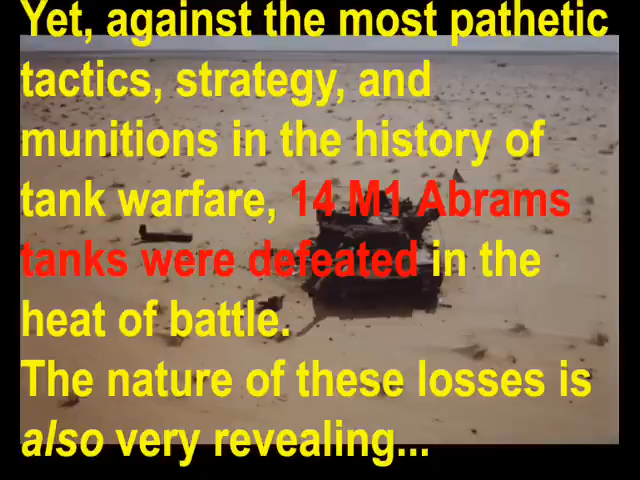 Yet, against the most pathetic
tactics, strategy, and
munitions in the history of
tank warfare, 14 M1 Abrams
tanks were defeated in the
heat of battle.
The nature of these losses is
also very revealing...